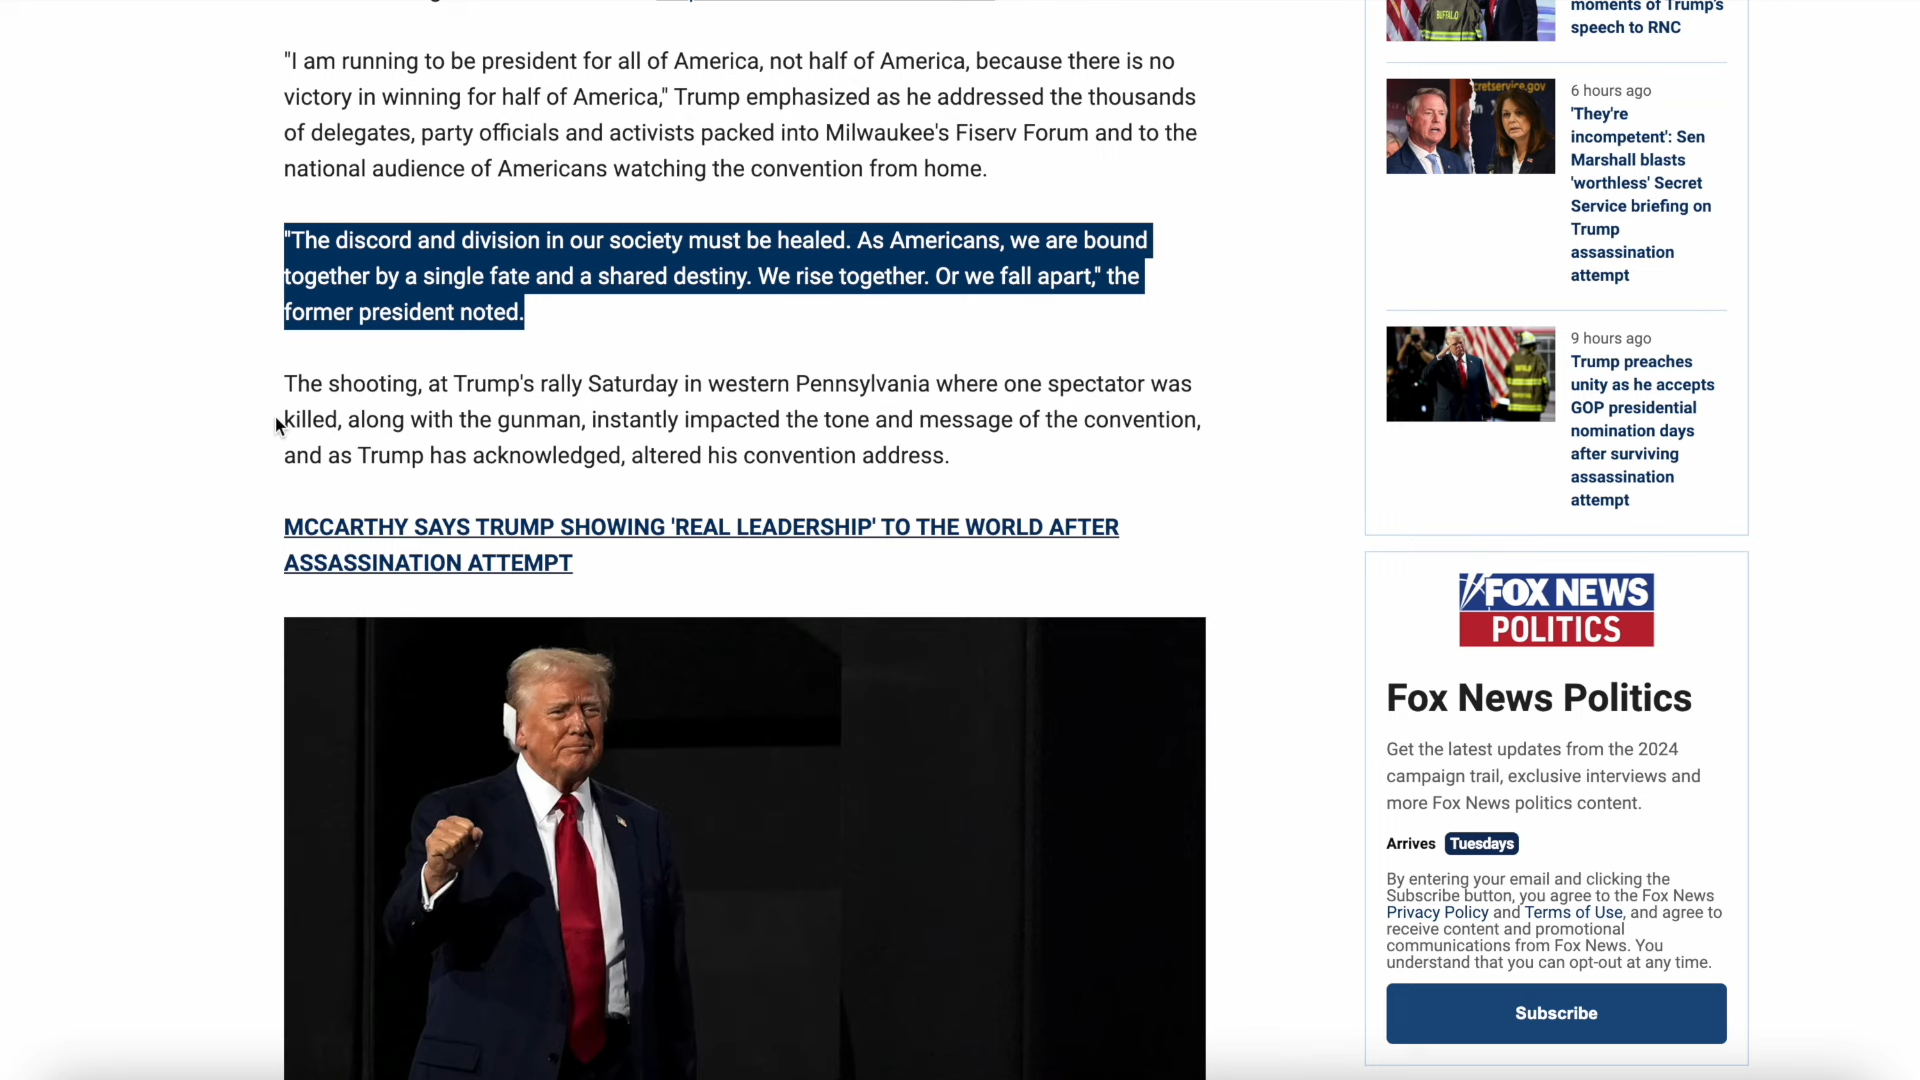 "I am running to be president for all of America, not half of America, because there is no
victory in winning for half of America," Trump emphasized as he addressed the thousands
of delegates, party officials and activists packed into Milwaukee's Fiserv Forum and to the
national audience of Americans watching the convention from home.
"The discord and division in our society must be healed. As Americans, we are bound
together by a single fate and a shared destiny. We rise together. Or we fall apart," the
former president noted.
The shooting, at Trump's rally Saturday in western Pennsylvania where one spectator was
killed, along with the gunman, instantly impacted the tone and message of the convention,
and as Trump has acknowledged, altered his convention address.
MCCARTHY SAYS TRUMP SHOWING 'REAL LEADERSHIP' TO THE WORLD AFTER
ASSASSINATION ATTEMPT
moments of Trump's
speech to RNC
BUFFALO
cretservice.gov
6 hours ago
'They're
incompetent': Sen
Marshall blasts
'worthless' Secret
Service briefing on
Trump
assassination
attempt
9 hours ago
Trump preaches
unity as he accepts
GOP presidential
nomination days
after surviving
assassination
attempt
FOX NEWS
POLITICS
Fox News Politics
Get the latest updates from the 2024
campaign trail, exclusive interviews and
more Fox News politics content.
Arrives Tuesdays
By entering your email and clicking the
Subscribe button, you agree to the Fox News
Privacy Policy and Terms of Use, and agree to
receive content and promotional
communications from Fox News. You
understand that you can opt-out at any time.
Subscribe